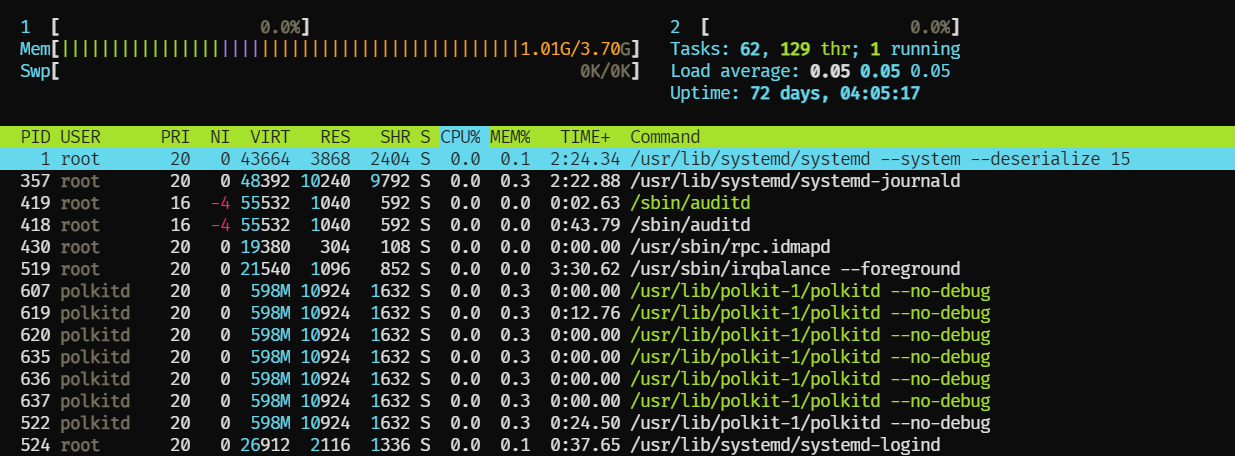 1 [ 0.0%] 2 [ 0.0%]
Mem[||||||||||||||||||||||||||||||||||||||||||||||1.01G/3.70G] Tasks: 62, 129 thr; 1 running
Swp[ 0K/0K] Load average: 0.05 0.05 0.05
Uptime: 72 days, 04:05:17
PID USER PRI NI VIRT RES SHR S CPU% MEM% TIME+ Command
1 root 20 0 43664 3868 2404 S 0.0 0.1 2:24.34 /usr/lib/systemd/systemd --system --deserialize 15
357 root 20 0 48392 10240 9792 S 0.0 0.3 2:22.88 /usr/lib/systemd/systemd-journald
419 root 16 -4 55532 1040 592 S 0.0 0.0 0:02.63 /sbin/auditd
418 root 16 -4 55532 1040 592 S 0.0 0.0 0:43.79 /sbin/auditd
430 root 20 0 19380 304 108 S 0.0 0.0 0:00.00 /usr/sbin/rpc.idmapd
519 root 20 0 21540 1096 852 S 0.0 0.0 3:30.62 /usr/sbin/irqbalance --foreground
607 polkitd 20 0 598M 10924 1632 S 0.0 0.3 0:00.00 /usr/lib/polkit-1/polkitd --no-debug
619 polkitd 20 0 598M 10924 1632 S 0.0 0.3 0:12.76 /usr/lib/polkit-1/polkitd --no-debug
620 polkitd 20 0 598M 10924 1632 S 0.0 0.3 0:00.00 /usr/lib/polkit-1/polkitd --no-debug
635 polkitd 20 0 598M 10924 1632 S 0.0 0.3 0:00.00 /usr/lib/polkit-1/polkitd --no-debug
636 polkitd 20 0 598M 10924 1632 S 0.0 0.3 0:00.00 /usr/lib/polkit-1/polkitd --no-debug
637 polkitd 20 0 598M 10924 1632 S 0.0 0.3 0:00.00 /usr/lib/polkit-1/polkitd --no-debug
522 polkitd 20 0 598M 10924 1632 S 0.0 0.3 0:24.50 /usr/lib/polkit-1/polkitd --no-debug
524 root 20 0 26912 2116 1336 S 0.0 0.1 0:37.65 /usr/lib/systemd/systemd-logind